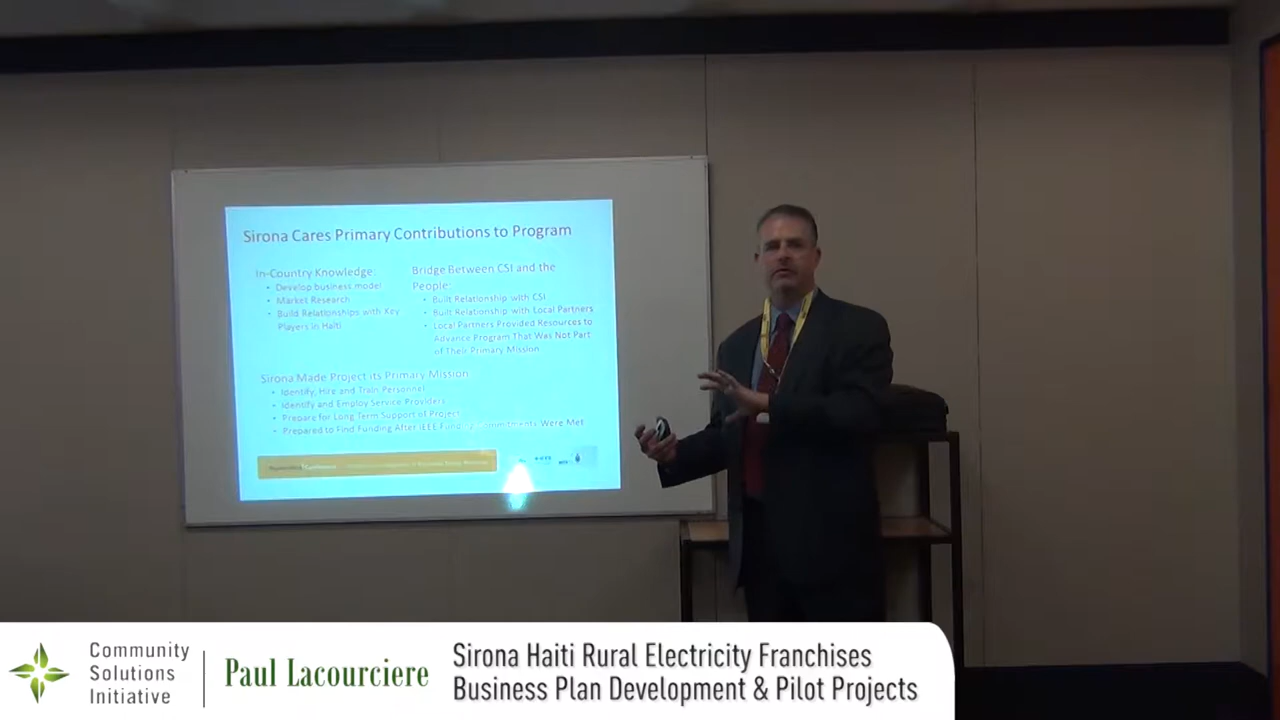 Sirona Cares Primary Contributions to Program
In-Country Knowledge:
• Develop business model
• Market Research
• Build Relationships with Key
Players in Haiti
Bridge Between CSI and the
People:
• Built Relationship with CSI
• Built Relationship with Local Partners
• Local Partners Provided Resources to
Advance Program That Was Not Part
of Their Primary Mission
Sirona Made Project its Primary Mission
• Identify, Hire and Train Personnel
• Identify and Employ Service Providers
• Prepare for Long Term Support of Project
• Prepared to Find Funding After IEEE Funding Commitments Were Met
Community
Solutions
Initiative
Paul Lacourciere
Sirona Haiti Rural Electricity Franchises
Business Plan Development & Pilot Projects